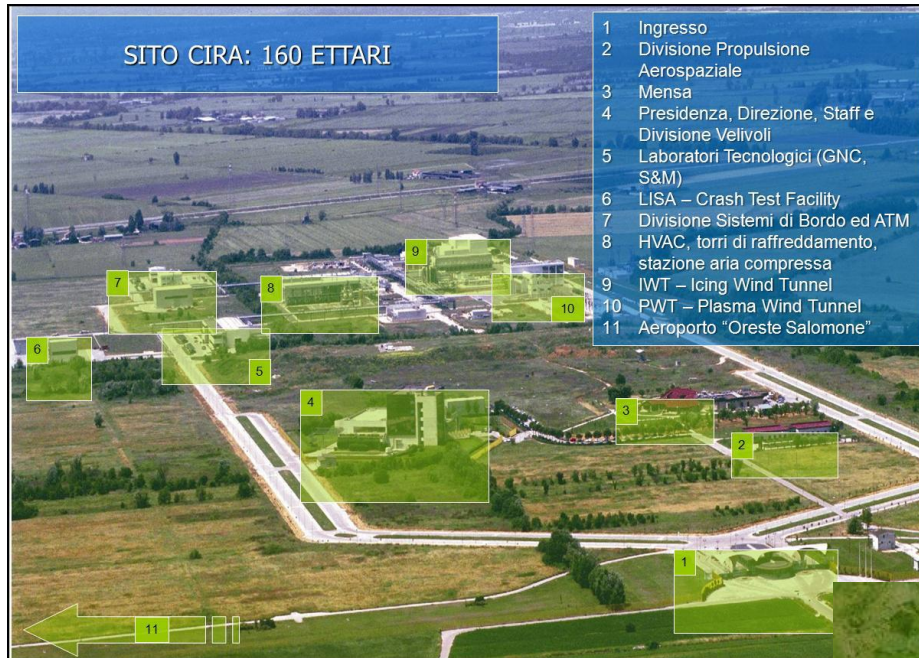 SITO CIRA: 160 ETTARI
1 Ingresso
2 Divisione Propulsione
Aerospaziale
3 Mensa
4 Presidenza, Direzione, Staff e
Divisione Velivoli
5 Laboratori Tecnologici (GNC,
S&M)
6 LISA – Crash Test Facility
7 Divisione Sistemi di Bordo ed ATM
8 HVAC, torri di raffreddamento,
stazione aria compressa
9 IWT – Icing Wind Tunnel
10 PWT – Plasma Wind Tunnel
11 Aeroporto “Oreste Salomone”
9
7
8
10
6
5
4
3
2
1
11